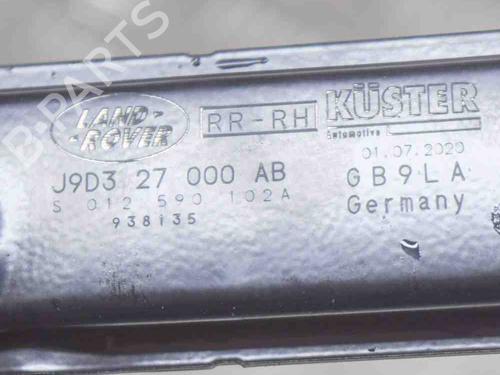 LAND-
-ROVER
RR-RH
KÜSTER
Automotive
01.07.2020
J9D3 27 000 AB
GB9LA
S 012 590 102A
Germany
938135
B-PARTS